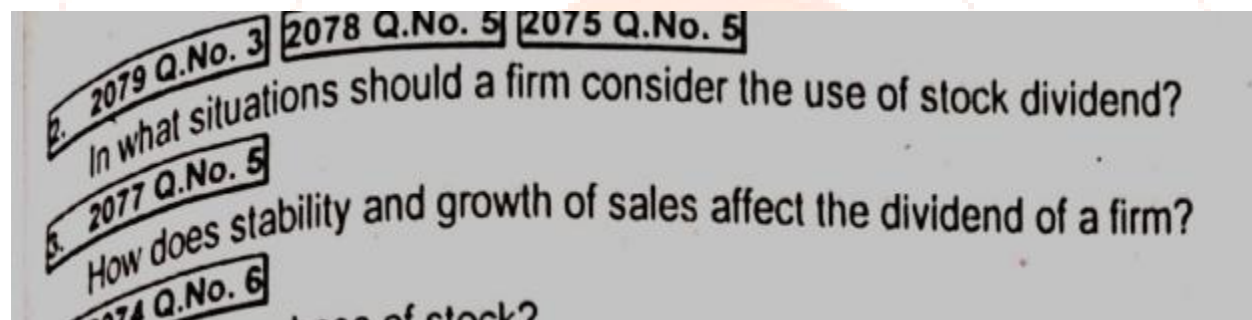 2. 2079 Q.No. 3 2078 Q.No. 5 2075 Q.No. 5
In what situations should a firm consider the use of stock dividend?
3. 2077 Q.No. 5
How does stability and growth of sales affect the dividend of a firm?
Q.No. 6
of stock?